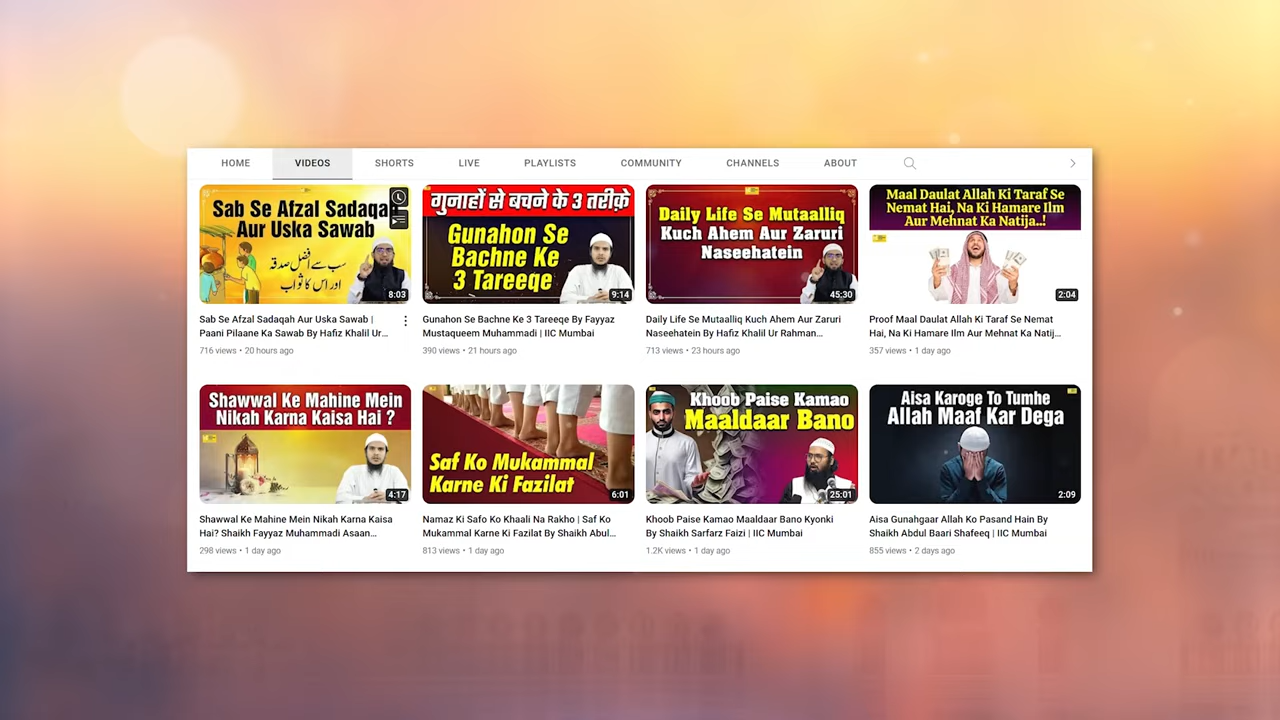 HOME VIDEOS SHORTS LIVE PLAYLISTS COMMUNITY CHANNELS ABOUT
Sab Se Afzal Sadaqa
Aur Uska Sawab
سب سے افضل صدقہ
اور اس کا ثواب
8:03
Sab Se Afzal Sadaqah Aur Uska Sawab |
Paani Pilaane Ka Sawab By Hafiz Khalil Ur...
716 views • 20 hours ago
गुनाहों से बचने के 3 तरीक़े
Gunahon Se
Bachne Ke
3 Tareeqe
9:14
Gunahon Se Bachne Ke 3 Tareeqe By Fayyaz
Mustaqueem Muhammadi | IIC Mumbai
390 views • 21 hours ago
Daily Life Se Mutaalliq
Kuch Ahem Aur Zaruri
Naseehatein
45:30
Daily Life Se Mutaalliq Kuch Ahem Aur Zaruri
Naseehatein By Hafiz Khalil Ur Rahman...
713 views • 23 hours ago
Maal Daulat Allah Ki Taraf Se
Nemat Hai, Na Ki Hamare Ilm
Aur Mehnat Ka Natija..!
2:04
Proof Maal Daulat Allah Ki Taraf Se Nemat
Hai, Na Ki Hamare Ilm Aur Mehnat Ka Natij...
357 views • 1 day ago
Shawwal Ke Mahine Mein
Nikah Karna Kaisa Hai ?
4:17
Shawwal Ke Mahine Mein Nikah Karna Kaisa
Hai? Shaikh Fayyaz Muhammadi Asaan...
298 views • 1 day ago
Saf Ko Mukammal
Karne Ki Fazilat
6:01
Namaz Ki Safo Ko Khaali Na Rakho | Saf Ko
Mukammal Karne Ki Fazilat By Shaikh Abul...
813 views • 1 day ago
Khoob Paise Kamao
Maaldaar Bano
25:01
Khoob Paise Kamao Maaldaar Bano Kyonki
By Shaikh Sarfarz Faizi | IIC Mumbai
1.2K views • 1 day ago
Aisa Karoge To Tumhe
Allah Maaf Kar Dega
2:09
Aisa Gunahgaar Allah Ko Pasand Hain By
Shaikh Abdul Baari Shafeeq | IIC Mumbai
855 views • 2 days ago